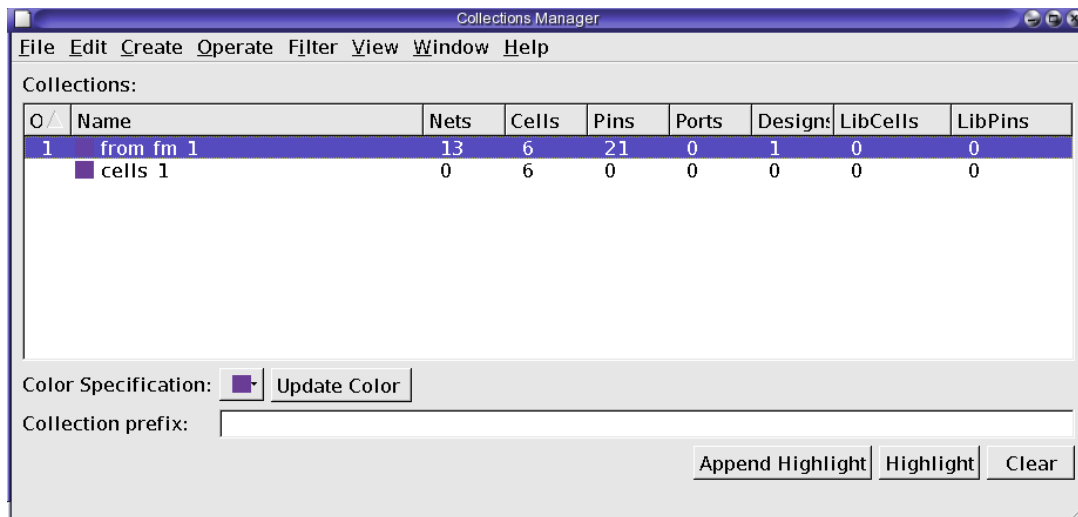 Collections Manager
File Edit Create Operate Filter View Window Help
Collections:
O Name Nets Cells Pins Ports Designs LibCells LibPins
1 from fm 1 13 6 21 0 1 0 0
cells 1 0 6 0 0 0 0 0
Color Specification: Update Color
Collection prefix:
Append Highlight Highlight Clear